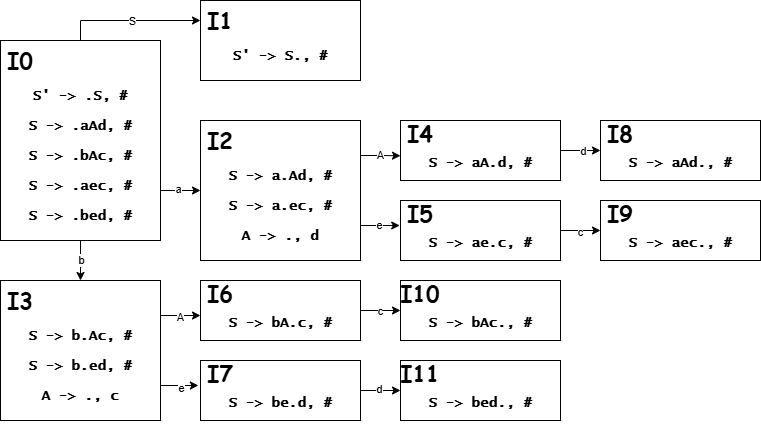 S
I1
S' -> S., #
I0
S' -> .S, #
S -> .aAd, #
S -> .bAc, #
S -> .aec, #
S -> .bed, #
a
b
I2
S -> a.Ad, #
S -> a.ec, #
A -> ., d
A
e
I4
S -> aA.d, #
d
I8
S -> aAd., #
I5
S -> ae.c, #
c
I9
S -> aec., #
I3
S -> b.Ac, #
S -> b.ed, #
A -> ., c
A
e
I6
S -> bA.c, #
c
I10
S -> bAc., #
I7
S -> be.d, #
d
I11
S -> bed., #